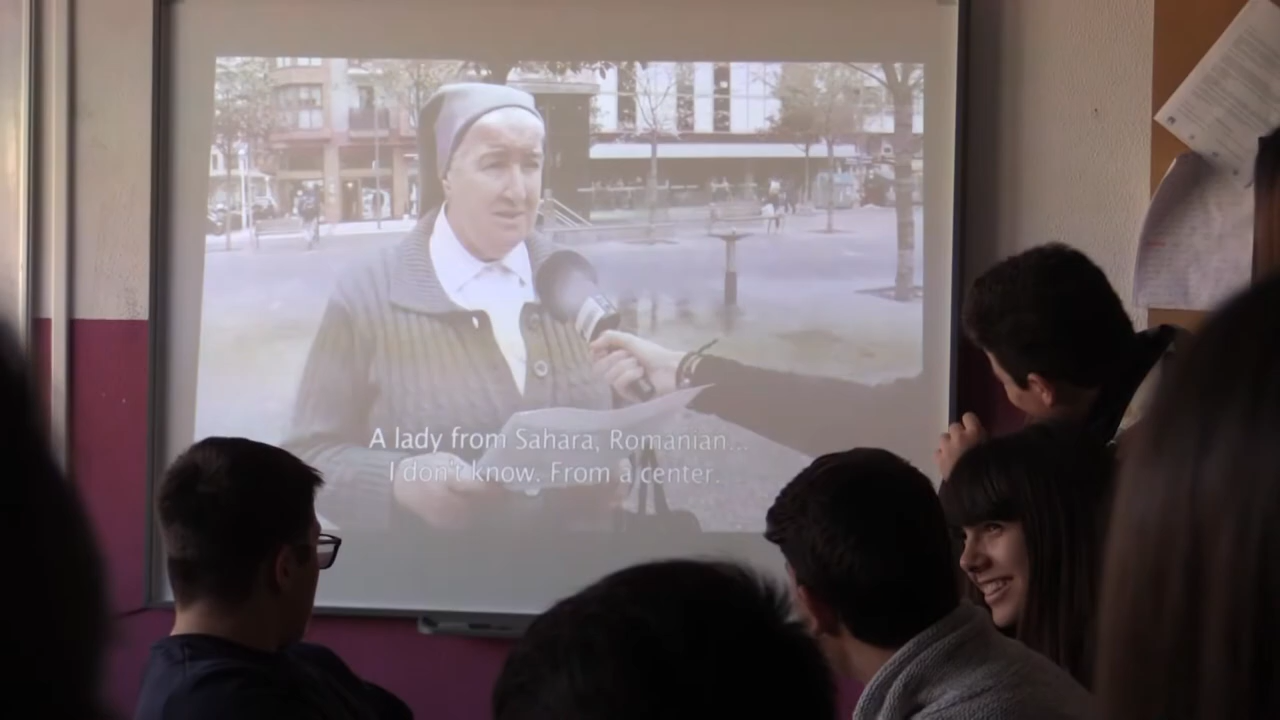 A lady from Sahara, Romanian...
I don't know. From a center.